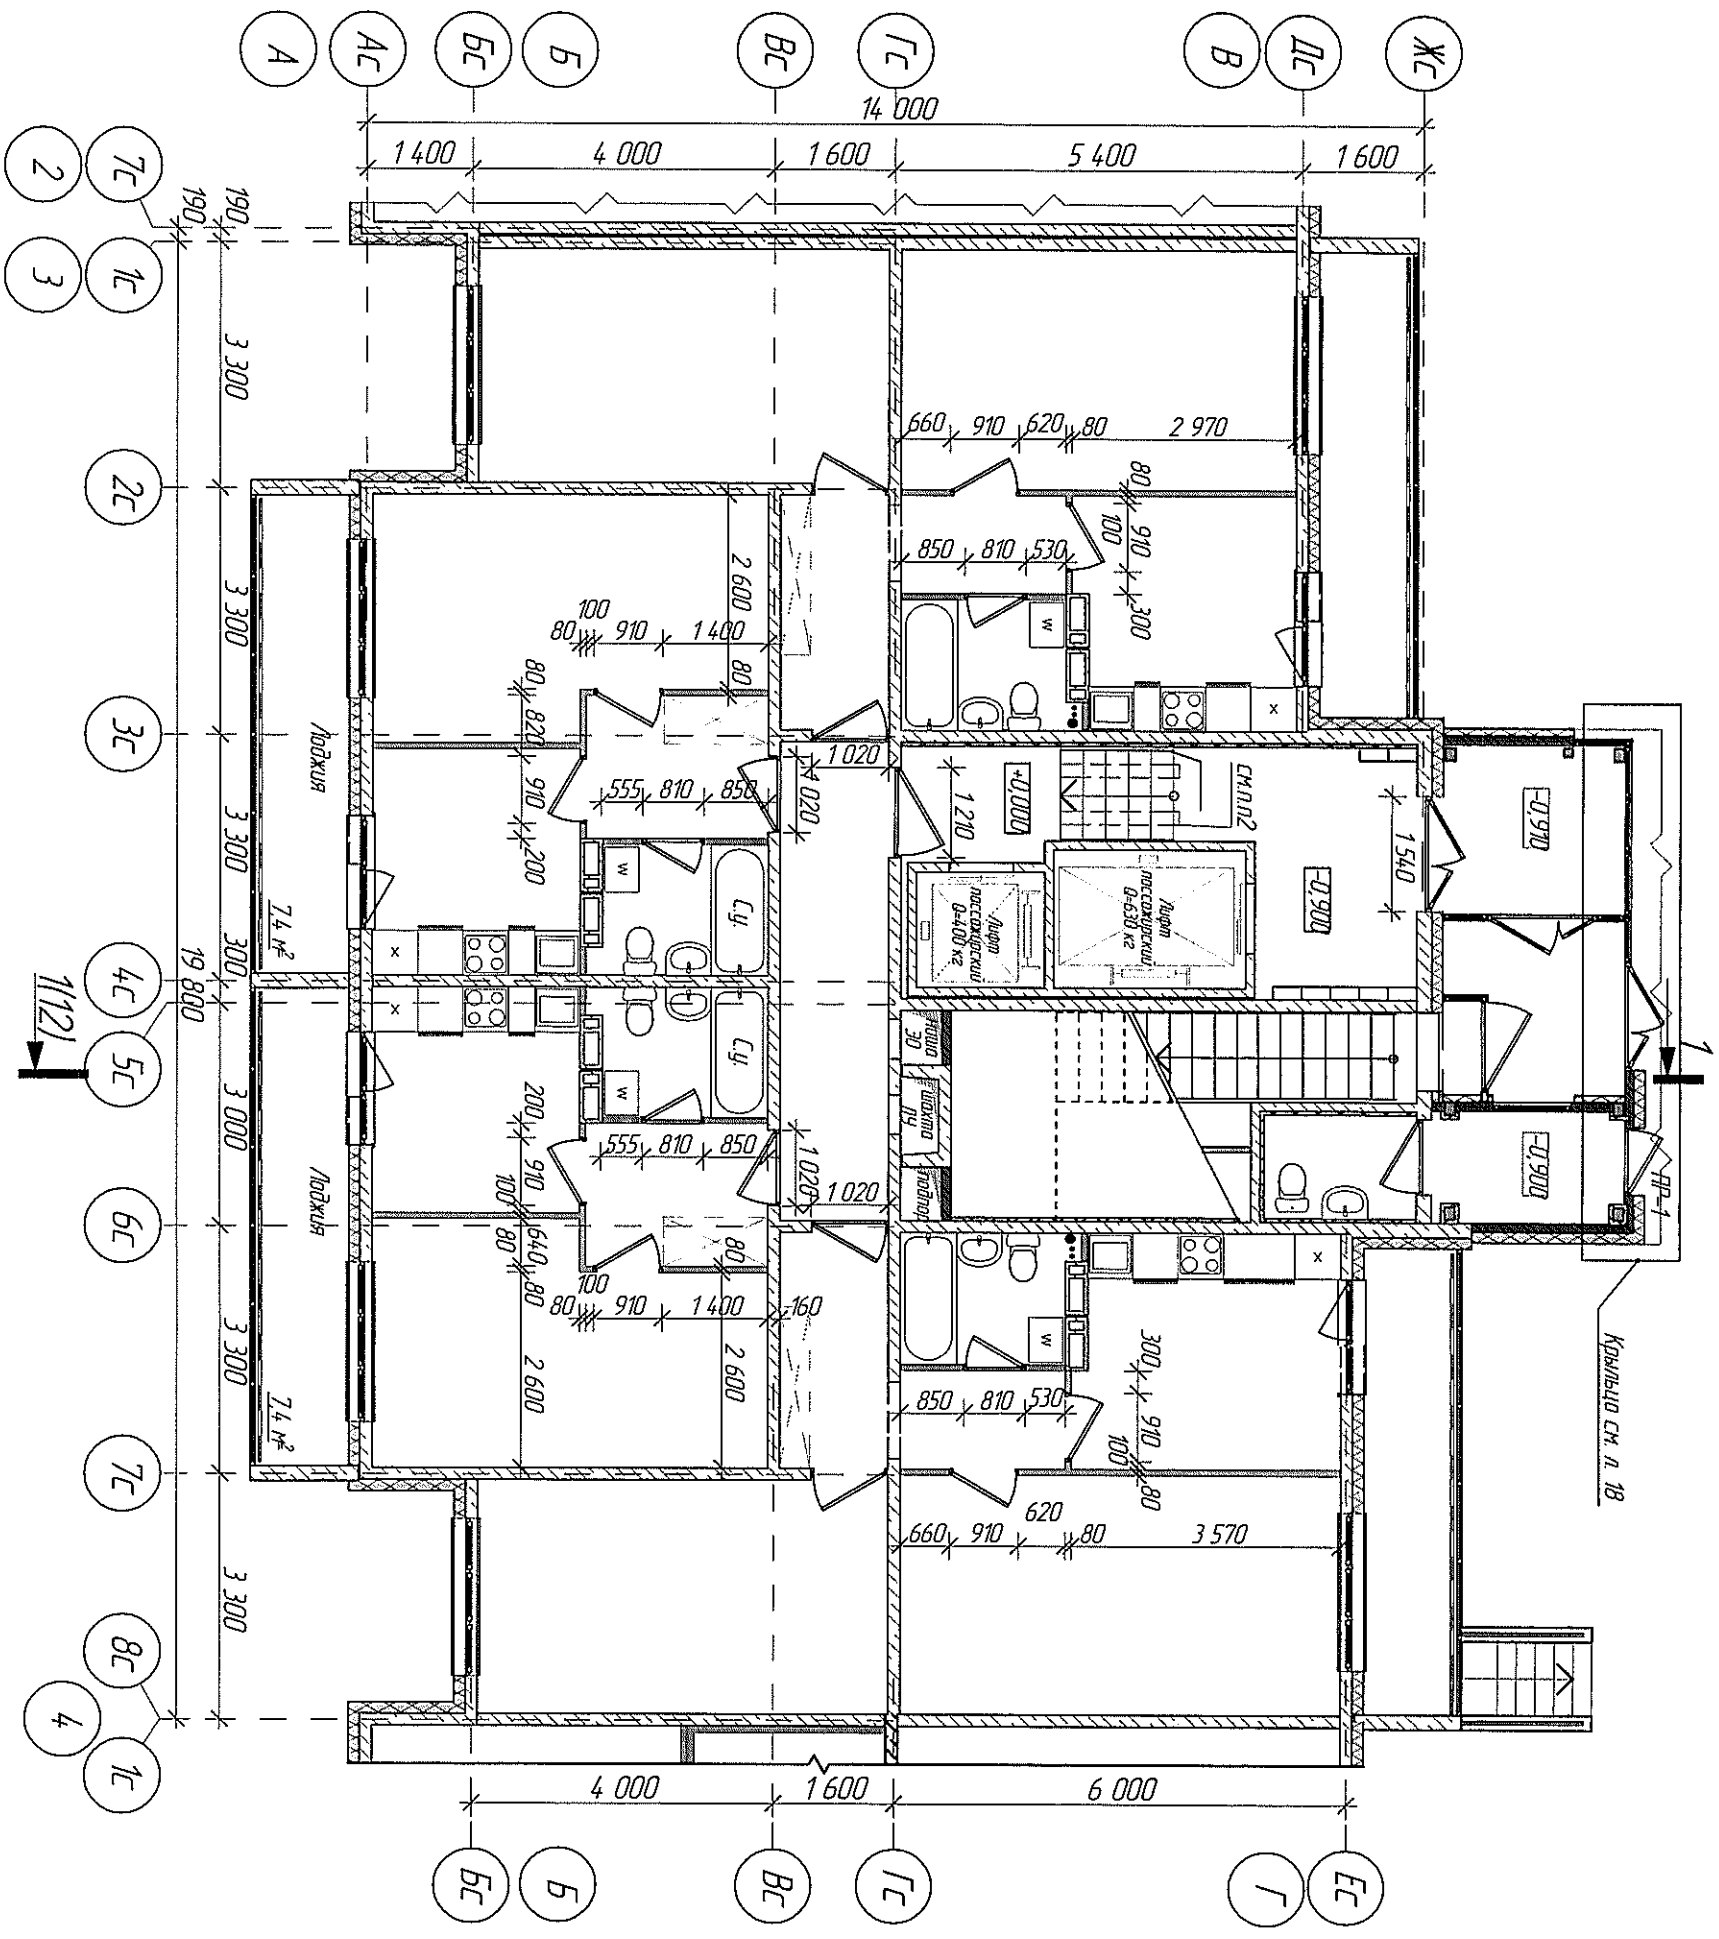 А
Ас
Бс
Б
Вс
Гс
В
Дс
Жс
14 000
1 400
4 000
1 600
5 400
1 600
7с
2
1с
3
190
190
3 300
2с
3 300
3с
3 300
4с
300
19 800
5с
3 000
6с
3 300
7с
3 300
8с
4
1с
1(12)
1
660
910
620
80
2 970
80
910
100
300
850
810
530
W
х
2 600
80
100
80
910
1 400
80
820
910
200
555
810
850
1 020
1 020
1 210
+0,000
см.п.2
-0,910
1 540
-0,900
Лифт
пассажирский
Q=400 кг
Лифт
пассажирский
Q=630 кг
Лоджия
7.4 м²
W
С.у.
х
С.у.
W
х
ниша
ЭО
шахта
ПУ
подпор
-0,900
ПР-1
Крыльцо см. л. 18
200
910
100
640
80
80
555
810
850
1 020
1 020
80
100
80
910
1 400
160
2 600
2 600
Лоджия
7.4 м²
W
х
300
910
100
80
850
810
530
620
660
910
80
3 570
4 000
1 600
6 000
Бс
Б
Вс
Гс
Г
Ес